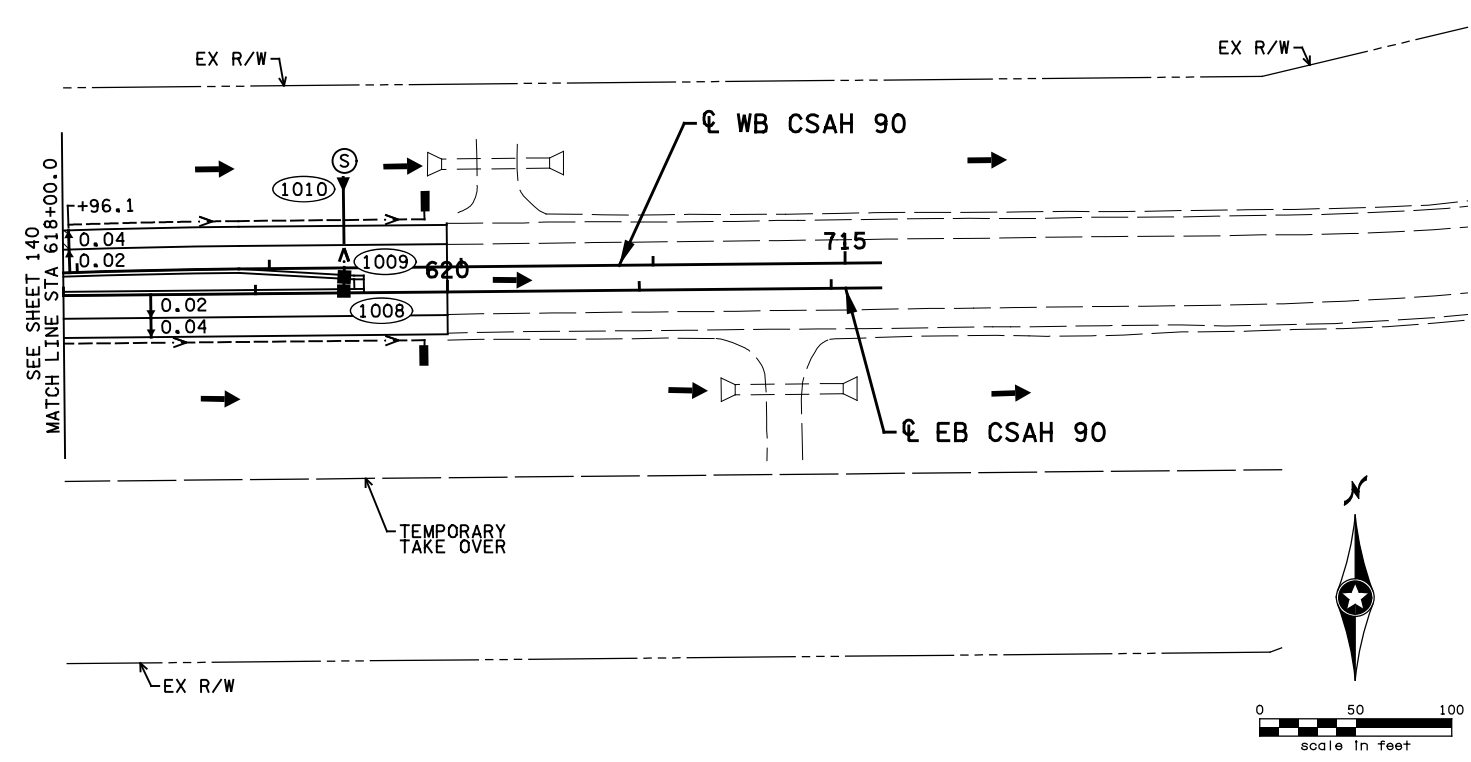 EX R/W
EX R/W
℄ WB CSAH 90
SEE SHEET 140
MATCH LINE STA 618+00.0
S
1010
+96.1
0.04
0.02
1009
620
715
0.02
0.04
1008
℄ EB CSAH 90
TEMPORARY
TAKE OVER
EX R/W
N
0 50 100
scale in feet